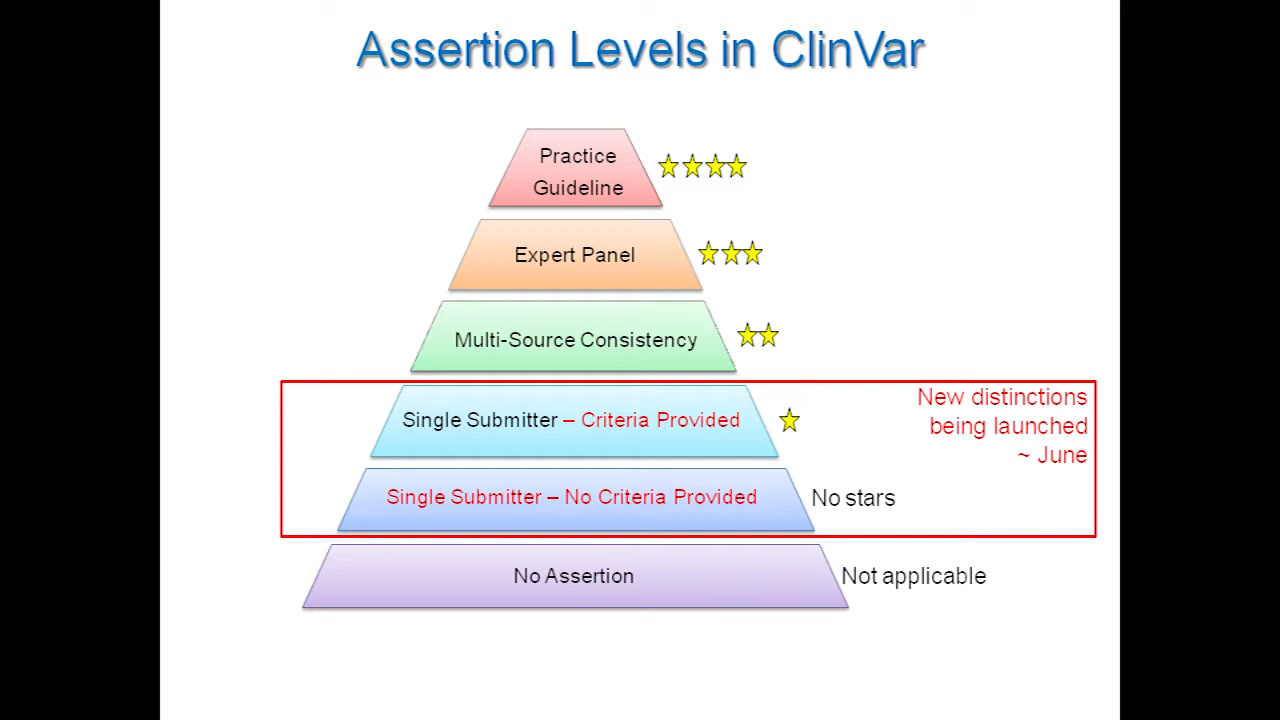 Assertion Levels in ClinVar
Practice
Guideline
Expert Panel
Multi-Source Consistency
Single Submitter – Criteria Provided
New distinctions
being launched
~ June
Single Submitter – No Criteria Provided
No stars
No Assertion
Not applicable